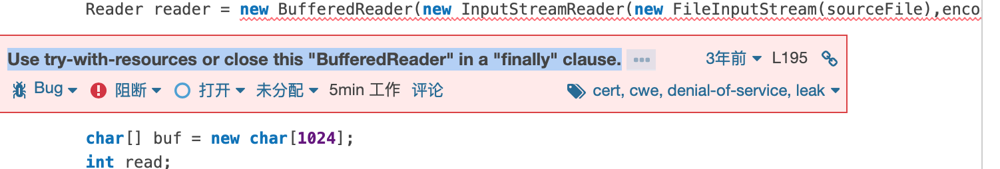 Reader reader = new BufferedReader(new InputStreamReader(new FileInputStream(sourceFile),enco
Use try-with-resources or close this "BufferedReader" in a "finally" clause. ••• 3年前 L195
Bug 阻断 打开 未分配 5min 工作 评论 cert, cwe, denial-of-service, leak
char[] buf = new char[1024];
int read;